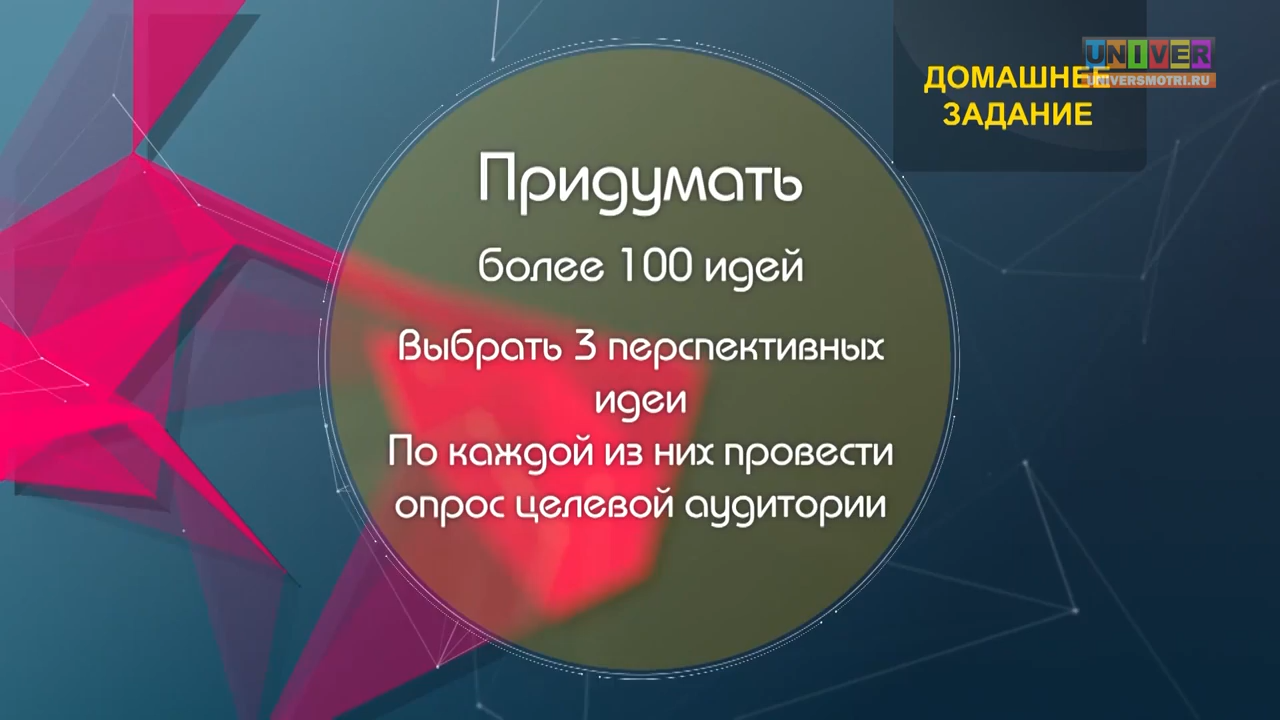 UNIVER
UNIVERSMOTRI.RU
ДОМАШНЕЕ
ЗАДАНИЕ
Придумать
более 100 идей
Выбрать 3 перспективных
идеи
По каждой из них провести
опрос целевой аудитории